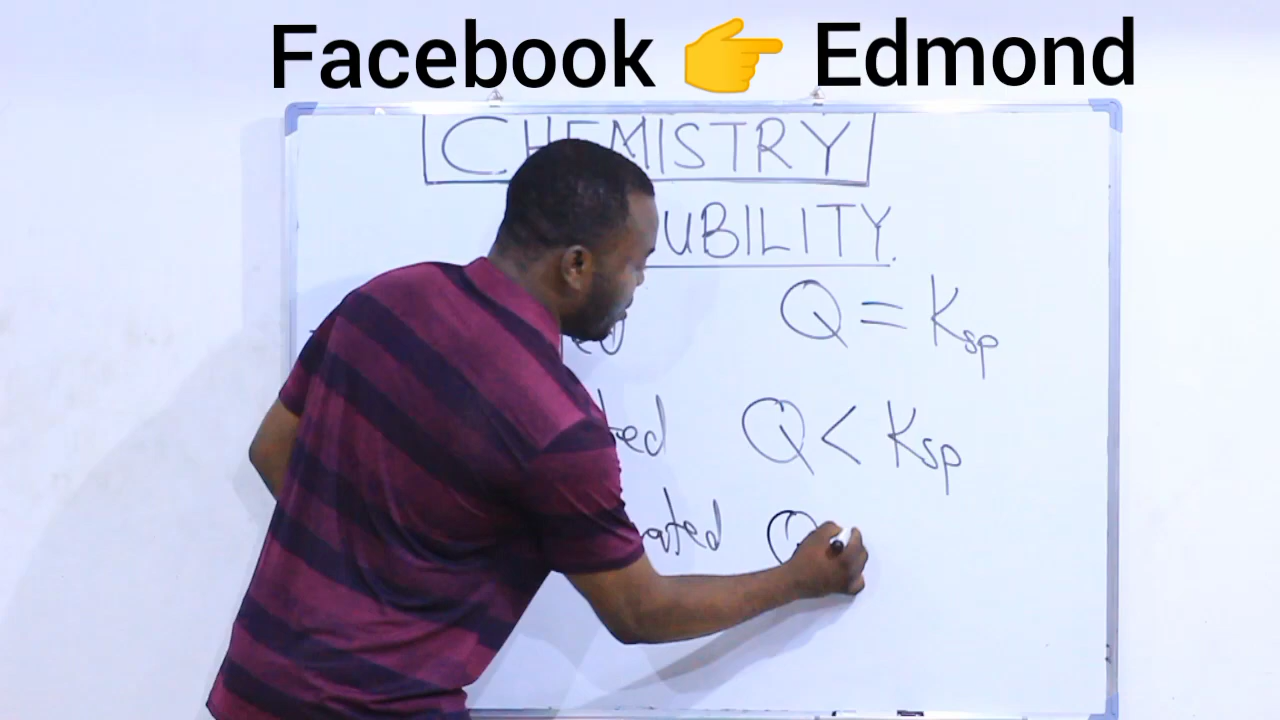 Facebook 👉 Edmond
CHEMISTRY
UBILITY.
Q = Ksp
ted Q < Ksp
ated Q